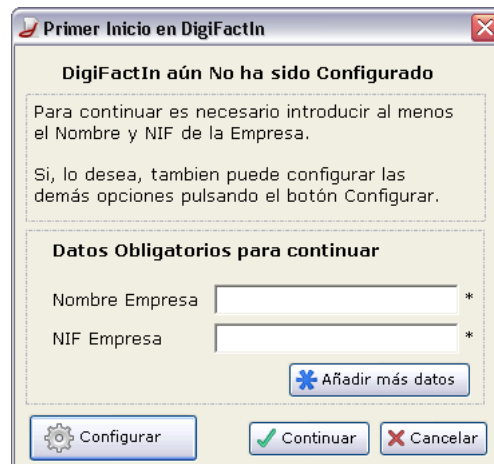 Primer Inicio en DigiFactIn
DigiFactIn aún No ha sido Configurado
Para continuar es necesario introducir al menos
el Nombre y NIF de la Empresa.
Si, lo desea, tambien puede configurar las
demás opciones pulsando el botón Configurar.
Datos Obligatorios para continuar
Nombre Empresa *
NIF Empresa *
Añadir más datos
Configurar Continuar Cancelar